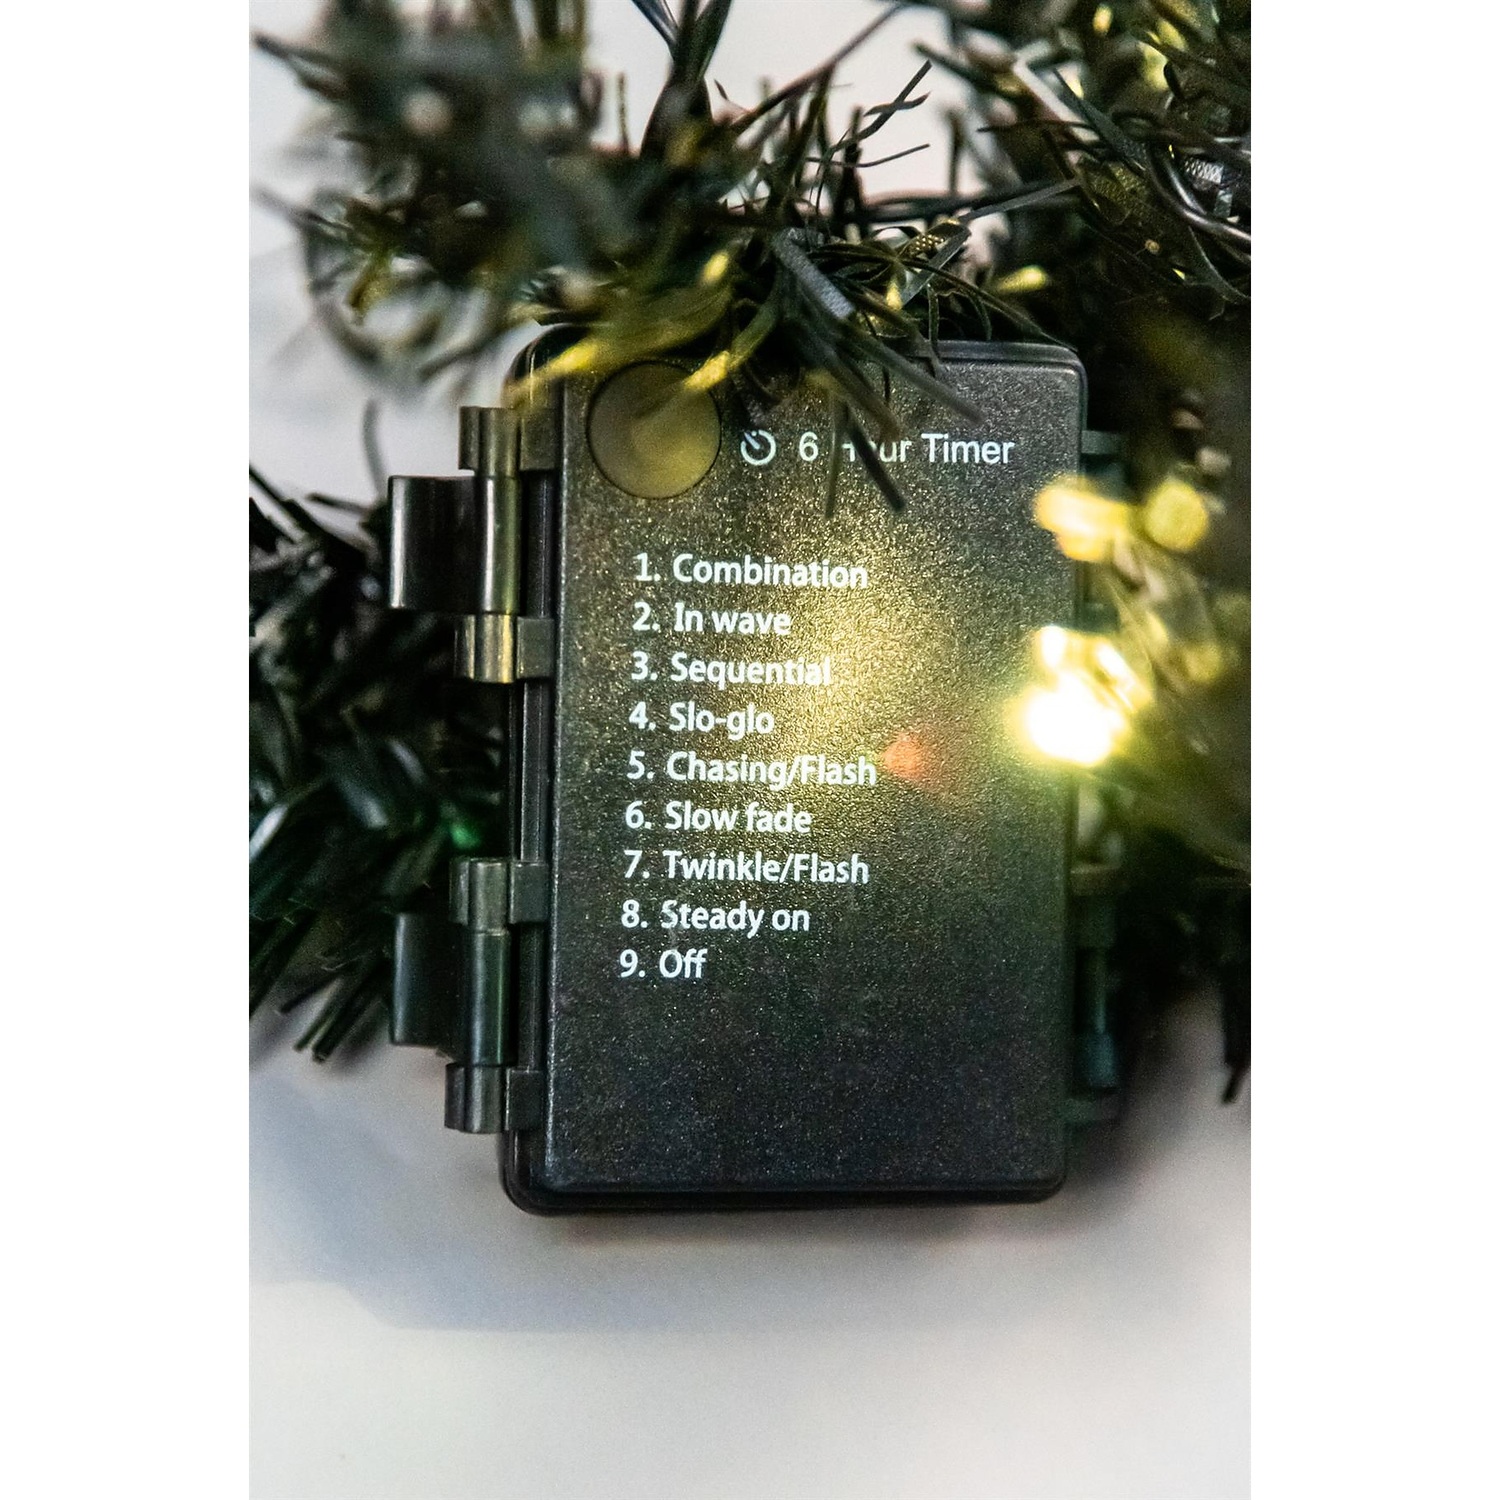 6 Hour Timer
1. Combination
2. In wave
3. Sequential
4. Slo-glo
5. Chasing/Flash
6. Slow fade
7. Twinkle/Flash
8. Steady on
9. Off